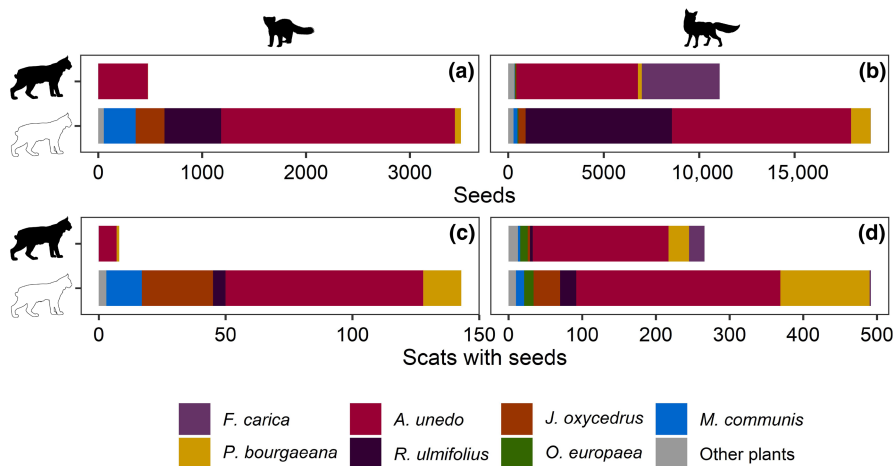 (a) (b)
0 1000 2000 3000 0 5000 10,000 15,000
Seeds
(c) (d)
0 50 100 150 0 100 200 300 400 500
Scats with seeds
F. carica A. unedo J. oxycedrus M. communis
P. bourgaeana R. ulmifolius O. europaea Other plants